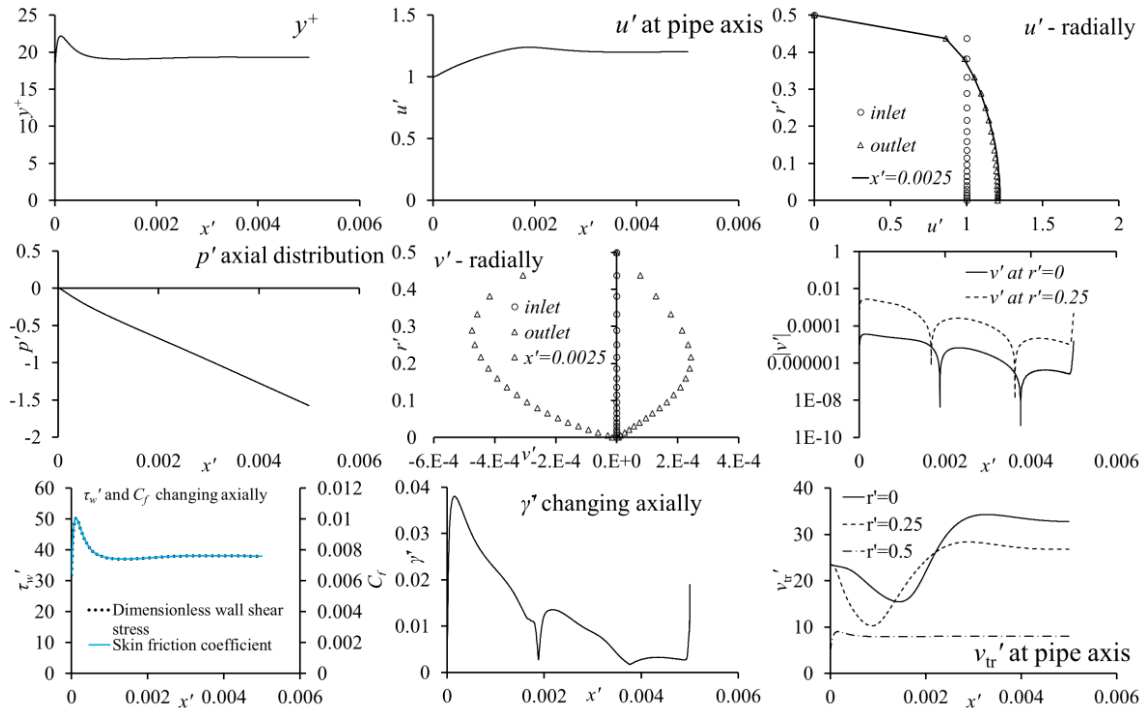 y+
25
20
15
10
5
0
y+
0 0.002 0.004 0.006
x'
u' at pipe axis
1.5
1
0.5
0
u'
0 0.002 0.004 0.006
x'
u' - radially
0.5
0.4
0.3
0.2
0.1
0
r'
inlet
outlet
x'=0.0025
0 1 2
u'
p' axial distribution
0.5
0
-0.5
-1
-1.5
-2
p'
0 0.002 0.004 0.006
x'
v' - radially
0.5
0.4
0.3
0.2
0.1
0
r'
inlet
outlet
x'=0.0025
-6.E-4 -4.E-4 -2.E-4 0.E+0 2.E-4 4.E-4
v'
v' at r'=0
v' at r'=0.25
1
0.01
0.0001
0.000001
1E-08
1E-10
|v'|
0 0.002 0.004 0.006
x'
τw' and Cf changing axially
60
50
40
30
20
10
0
τw'
0.012
0.01
0.008
0.006
0.004
0.002
0
Cf
Dimensionless wall shear
stress
Skin friction coefficient
0 0.002 0.004 0.006
x'
γ' changing axially
0.04
0.03
0.02
0.01
0
γ'
0 0.002 0.004 0.006
x'
40
30
20
10
0
vtr'
r'=0
r'=0.25
r'=0.5
0 0.002 0.004 0.006
x'
vtr' at pipe axis